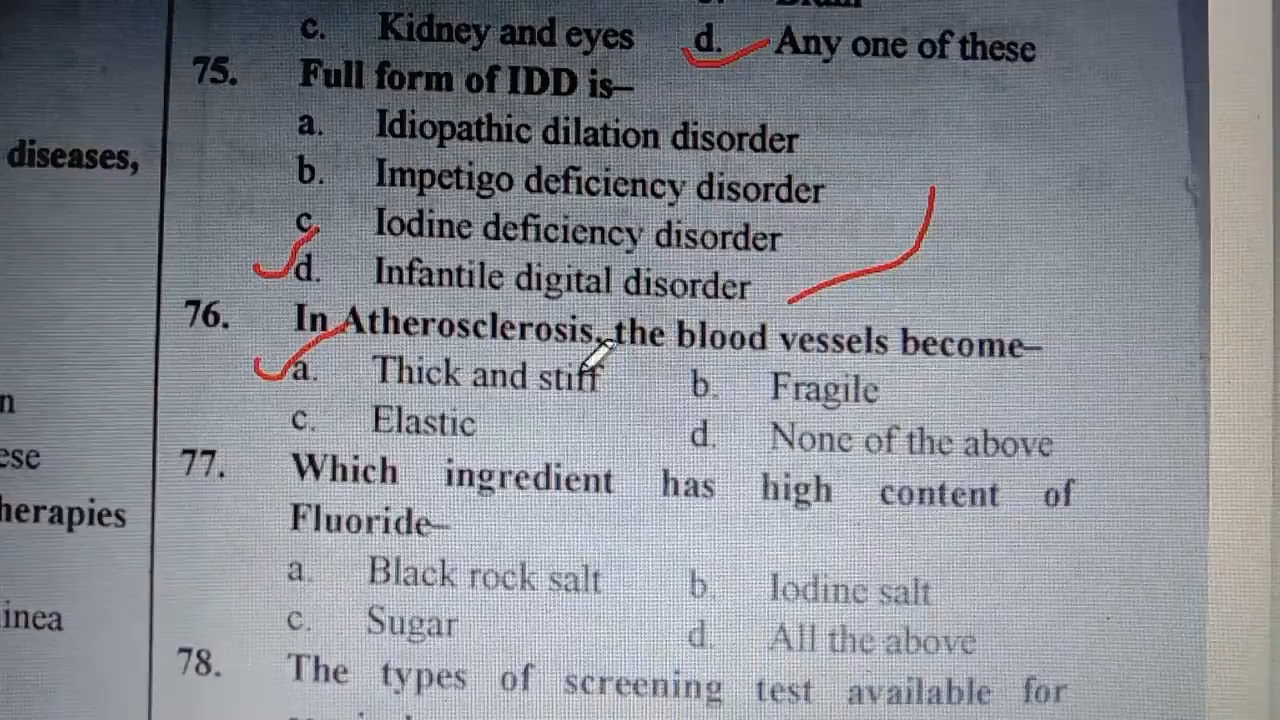 c. Kidney and eyes d. Any one of these
75. Full form of IDD is–
a. Idiopathic dilation disorder
b. Impetigo deficiency disorder
c. Iodine deficiency disorder
d. Infantile digital disorder
76. In Atherosclerosis, the blood vessels become–
a. Thick and stiff b. Fragile
c. Elastic d. None of the above
77. Which ingredient has high content of
Fluoride–
a. Black rock salt b. Iodine salt
c. Sugar d. All the above
78. The types of screening test available for
diseases,
n
ese
herapies
inea